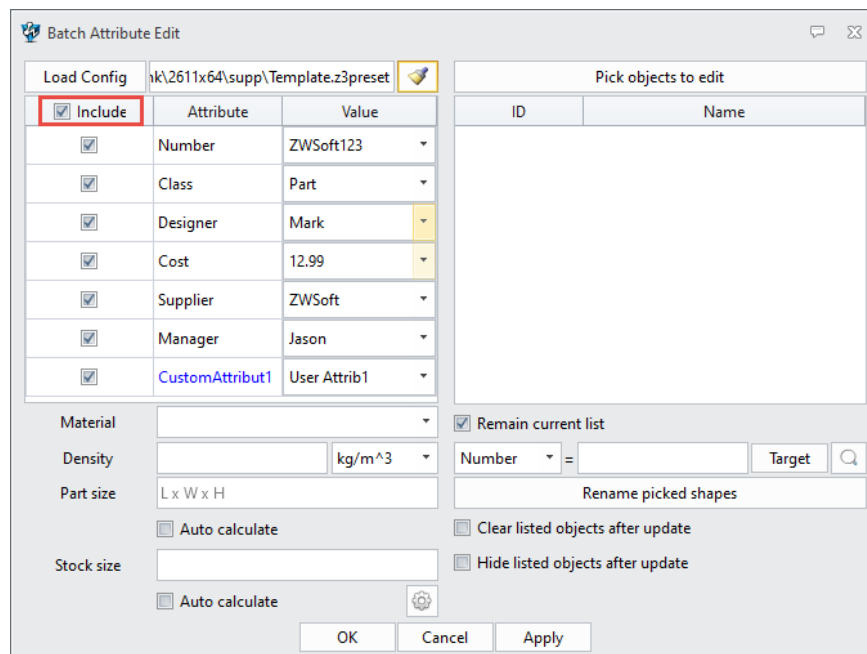 Batch Attribute Edit
Load Config nk\2611x64\supp\Template.z3preset Pick objects to edit
Include Attribute Value ID Name
Number ZWSoft123
Class Part
Designer Mark
Cost 12.99
Supplier ZWSoft
Manager Jason
CustomAttribut1 User Attrib1
Material Remain current list
Density kg/m^3 Number = Target
Part size L x W x H Rename picked shapes
Auto calculate Clear listed objects after update
Stock size Hide listed objects after update
Auto calculate
OK Cancel Apply